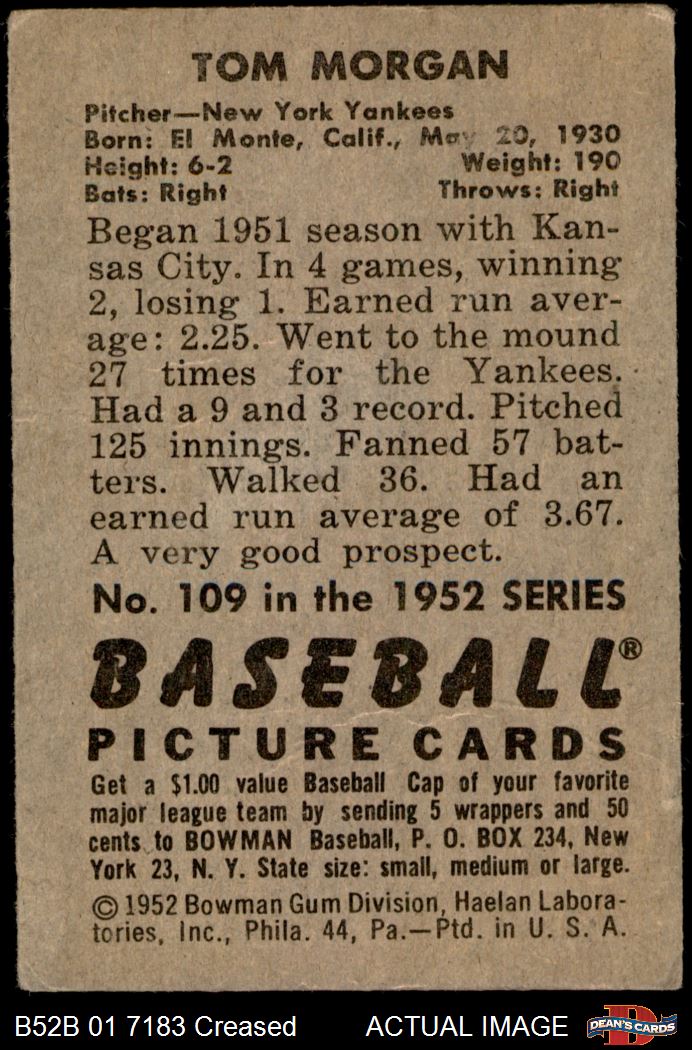 TOM MORGAN
Pitcher—New York Yankees
Born: El Monte, Calif., May 20, 1930
Height: 6-2 Weight: 190
Bats: Right Throws: Right
Began 1951 season with Kan-
sas City. In 4 games, winning
2, losing 1. Earned run aver-
age: 2.25. Went to the mound
27 times for the Yankees.
Had a 9 and 3 record. Pitched
125 innings. Fanned 57 bat-
ters. Walked 36. Had an
earned run average of 3.67.
A very good prospect.
No. 109 in the 1952 SERIES
BASEBALL®
PICTURE CARDS
Get a $1.00 value Baseball Cap of your favorite
major league team by sending 5 wrappers and 50
cents to BOWMAN Baseball, P. O. BOX 234, New
York 23, N. Y. State size: small, medium or large.
© 1952 Bowman Gum Division, Haelan Labora-
tories, Inc., Phila. 44, Pa.—Ptd. in U. S. A.
B52B 01 7183 Creased ACTUAL IMAGE D DEAN'S CARDS